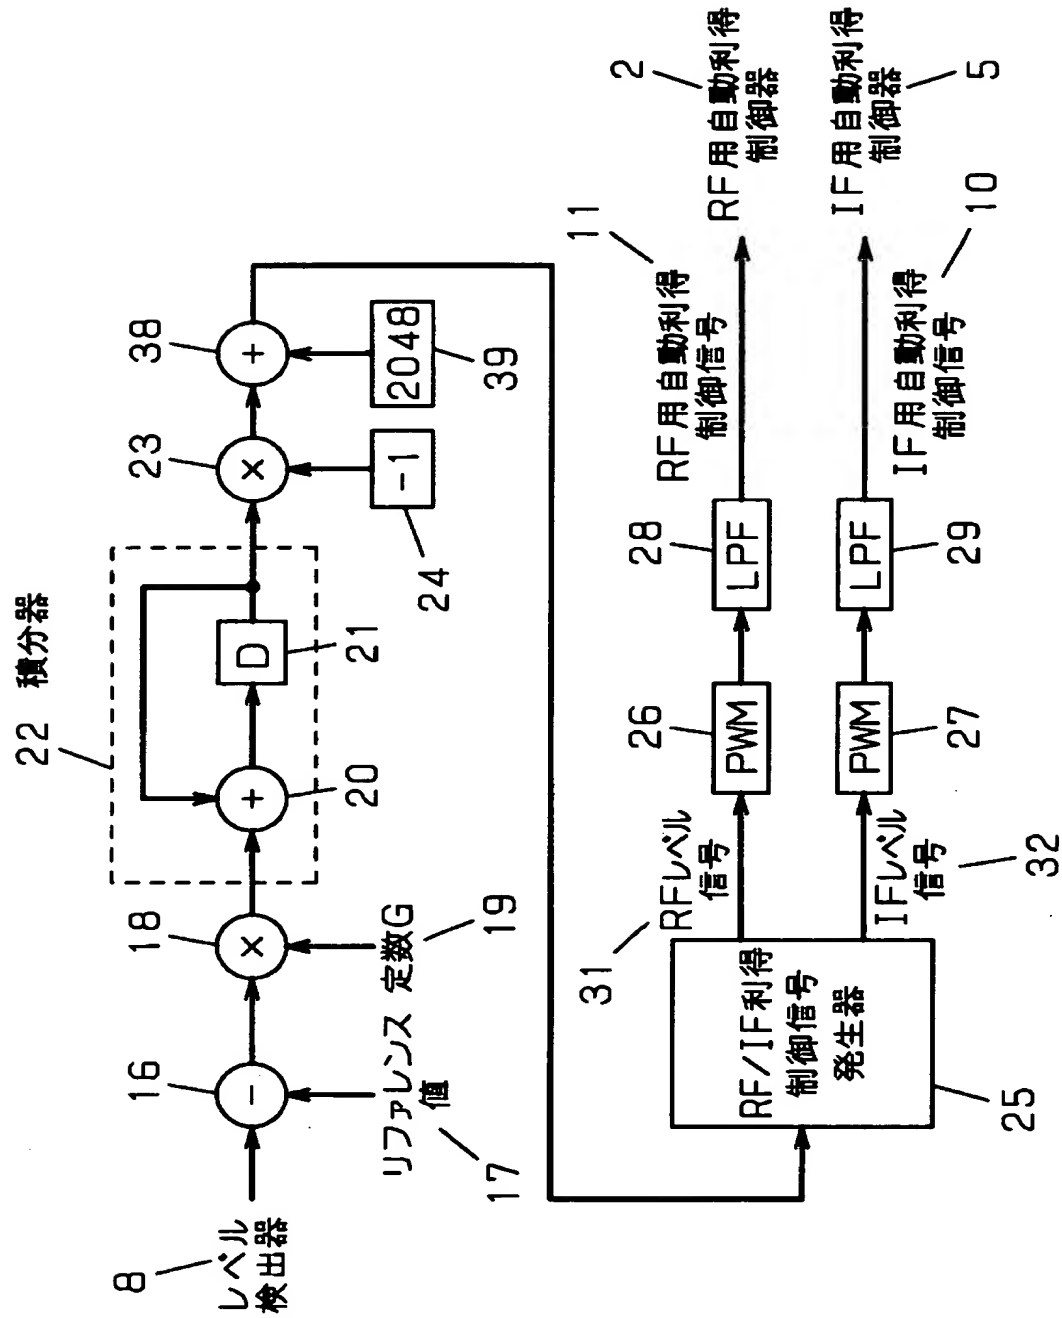 8
レベル
検出器
16
−
リファレンス
値
17
18
×
定数G
19
22 積分器
20
+
D
21
23
×
-1
24
38
+
2048
39
RF/IF利得
制御信号
発生器
25
31
RFレベル
信号
IFレベル
信号
32
26
PWM
PWM
27
28
LPF
LPF
29
11
RF用自動利得
制御信号
IF用自動利得
制御信号
10
2
RF用自動利得
制御器
IF用自動利得
制御器
5